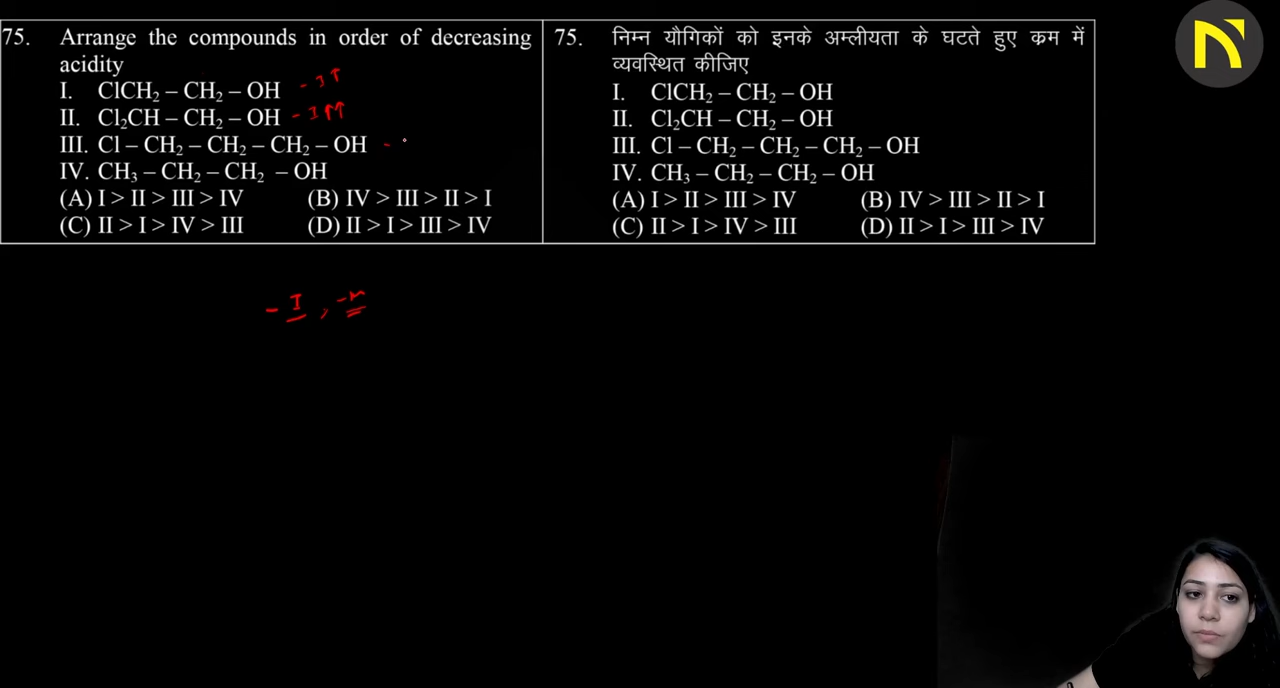 75. Arrange the compounds in order of decreasing
acidity
I. ClCH₂ – CH₂ – OH - I ↑
II. Cl₂CH – CH₂ – OH - I ↑↑
III. Cl – CH₂ – CH₂ – CH₂ – OH -
IV. CH₃ – CH₂ – CH₂ – OH
(A) I > II > III > IV (B) IV > III > II > I
(C) II > I > IV > III (D) II > I > III > IV
75. निम्न यौगिकों को इनके अम्लीयता के घटते हुए क्रम में
व्यवस्थित कीजिए
I. ClCH₂ – CH₂ – OH
II. Cl₂CH – CH₂ – OH
III. Cl – CH₂ – CH₂ – CH₂ – OH
IV. CH₃ – CH₂ – CH₂ – OH
(A) I > II > III > IV (B) IV > III > II > I
(C) II > I > IV > III (D) II > I > III > IV
- I , -M
N